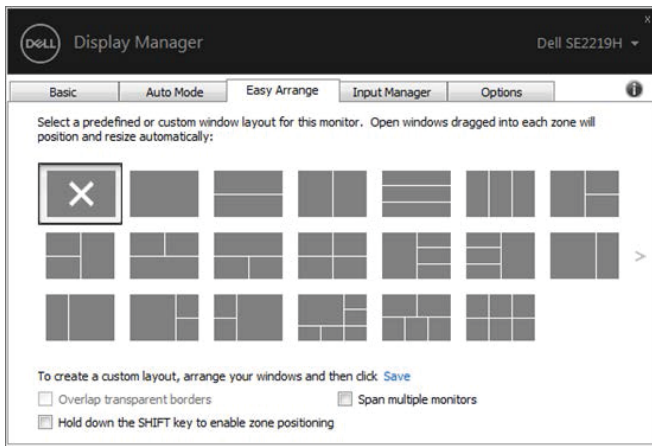 x
DELL Display Manager Dell SE2219H
Basic Auto Mode Easy Arrange Input Manager Options i
Select a predefined or custom window layout for this monitor. Open windows dragged into each zone will
position and resize automatically:
>
To create a custom layout, arrange your windows and then click Save
Overlap transparent borders Span multiple monitors
Hold down the SHIFT key to enable zone positioning